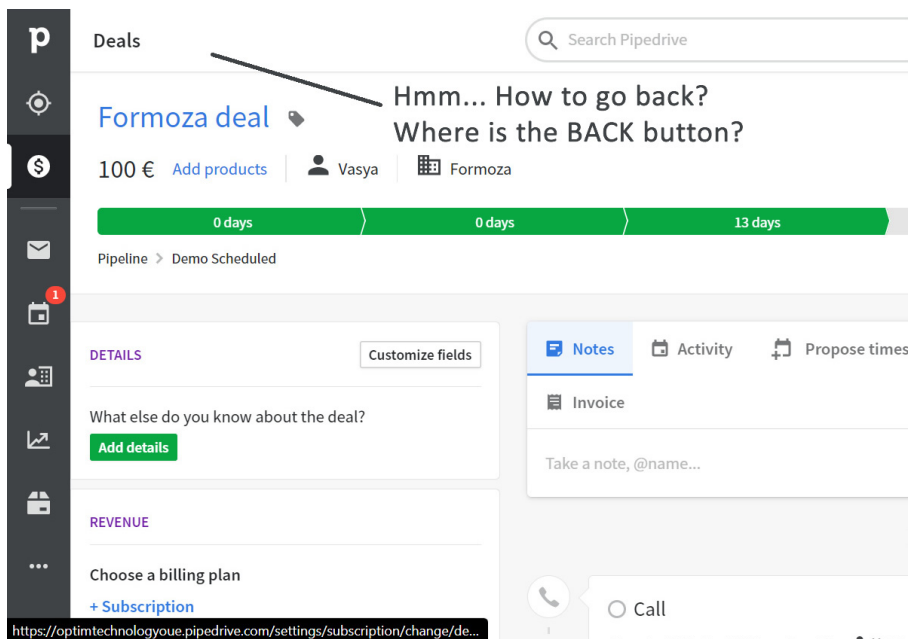 p
Deals
Search Pipedrive
Hmm... How to go back?
Where is the BACK button?
Formoza deal
100 € Add products Vasya Formoza
0 days 0 days 13 days
Pipeline > Demo Scheduled
1
DETAILS Customize fields
What else do you know about the deal?
Add details
Notes Activity Propose times
Invoice
Take a note, @name...
REVENUE
Choose a billing plan
+ Subscription
Call
https://optimtechnologyoue.pipedrive.com/settings/subscription/change/de...